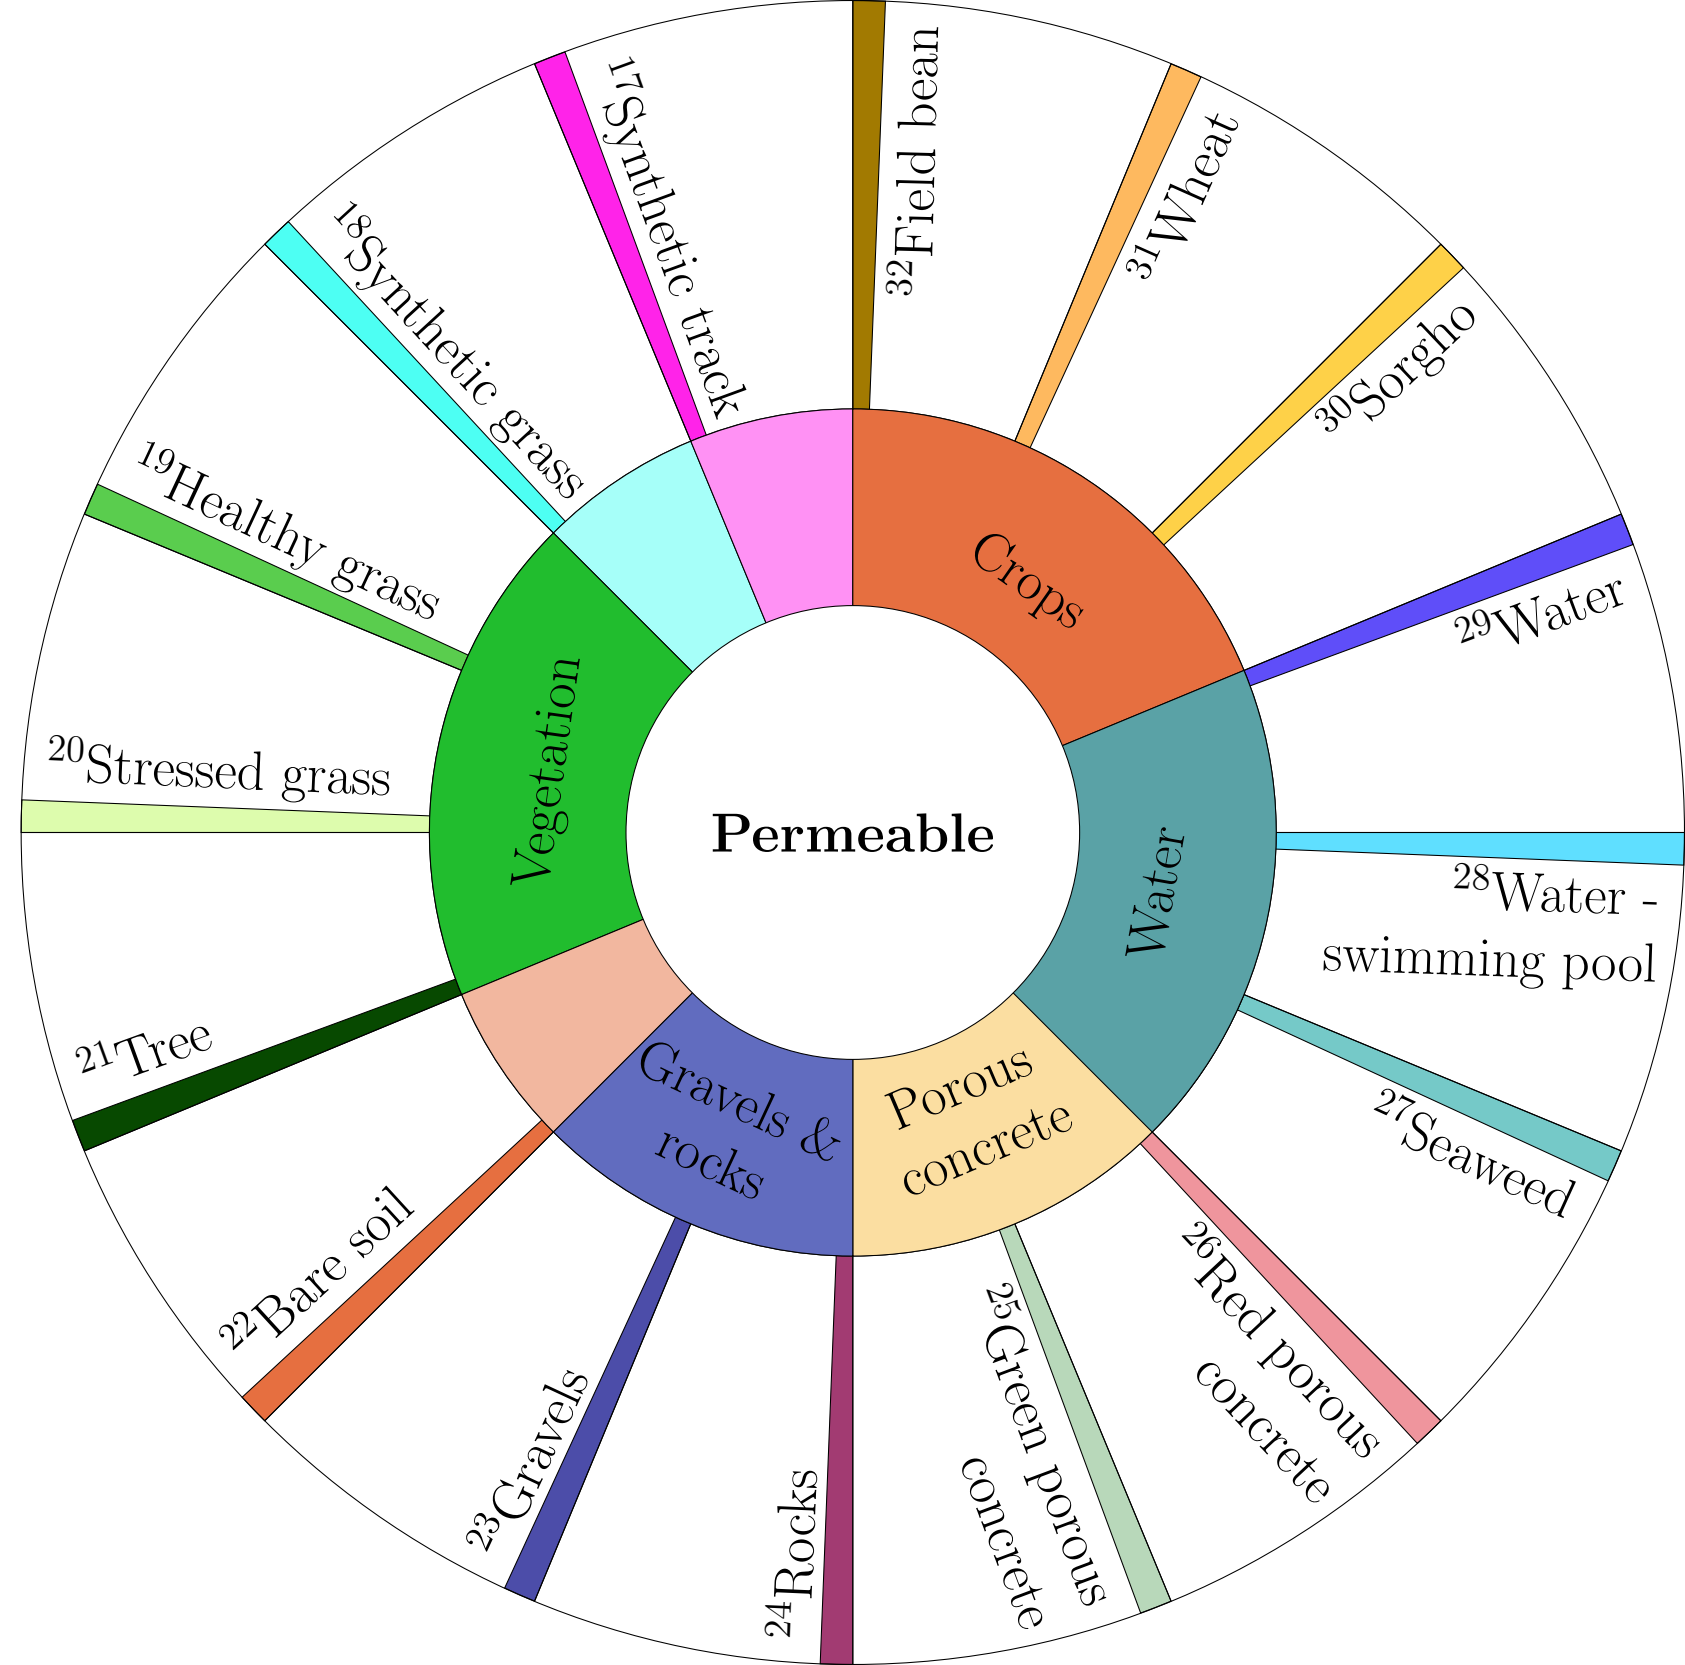 Permeable
Crops
Water
Porous
concrete
Gravels &
rocks
Vegetation
¹⁷Synthetic track
¹⁸Synthetic grass
¹⁹Healthy grass
²⁰Stressed grass
²¹Tree
²²Bare soil
²³Gravels
²⁴Rocks
²⁵Green porous
concrete
²⁶Red porous
concrete
²⁷Seaweed
²⁸Water -
swimming pool
²⁹Water
³⁰Sorgho
³¹Wheat
³²Field bean